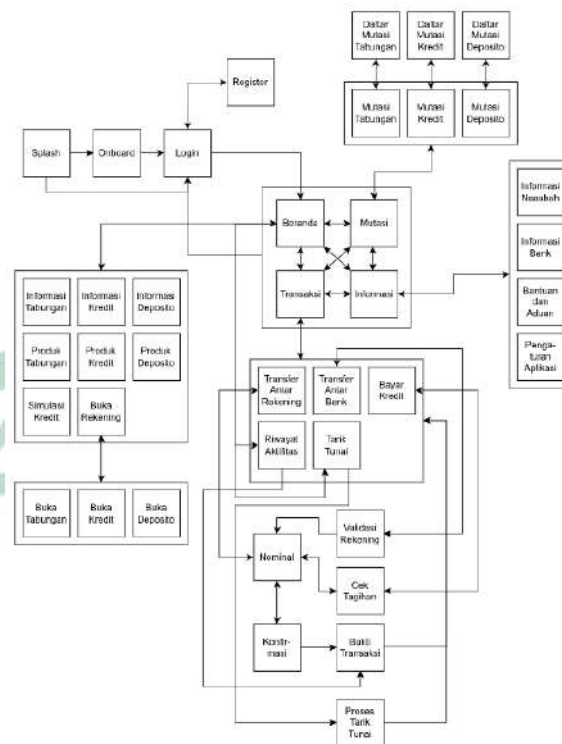 Daftar
Mutasi
Tabungan
Daftar
Mutasi
Kredit
Daftar
Mutasi
Deposito
Register
Mutasi
Tabungan
Mutasi
Kredit
Mutasi
Deposito
Splash
Onboard
Login
Informasi
Nasabah
Beranda
Mutasi
Informasi
Bank
Transaksi
Informasi
Bantuan
dan
Aduan
Penga-
turan
Aplikasi
Informasi
Tabungan
Informasi
Kredit
Informasi
Deposito
Produk
Tabungan
Produk
Kredit
Produk
Deposito
Simulasi
Kredit
Buka
Rekening
Transfer
Antar
Rekening
Transfer
Antar
Bank
Bayar
Kredit
Riwayat
Aktifitas
Tarik
Tunai
Buka
Tabungan
Buka
Kredit
Buka
Deposito
Validasi
Rekening
Nominal
Cek
Tagihan
Konfir-
masi
Bukti
Transaksi
Proses
Tarik
Tunai